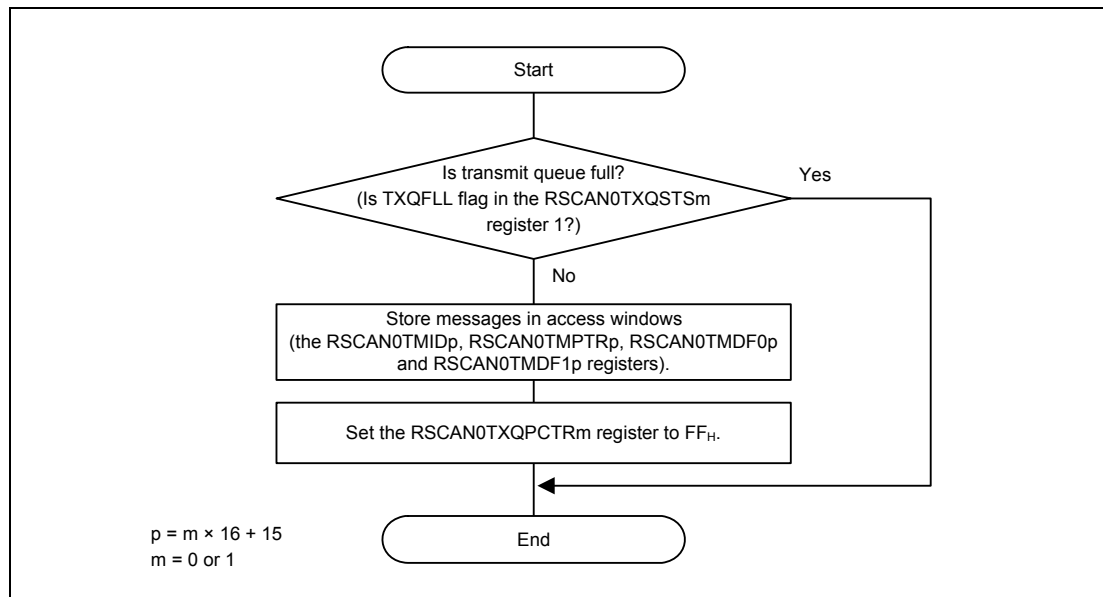 Start
Is transmit queue full?
(Is TXQFLL flag in the RSCAN0TXQSTSm
register 1?)
Yes
No
Store messages in access windows
(the RSCAN0TMIDp, RSCAN0TMPTRp, RSCAN0TMDF0p
and RSCAN0TMDF1p registers).
Set the RSCAN0TXQPCTRm register to FFH.
End
p = m × 16 + 15
m = 0 or 1